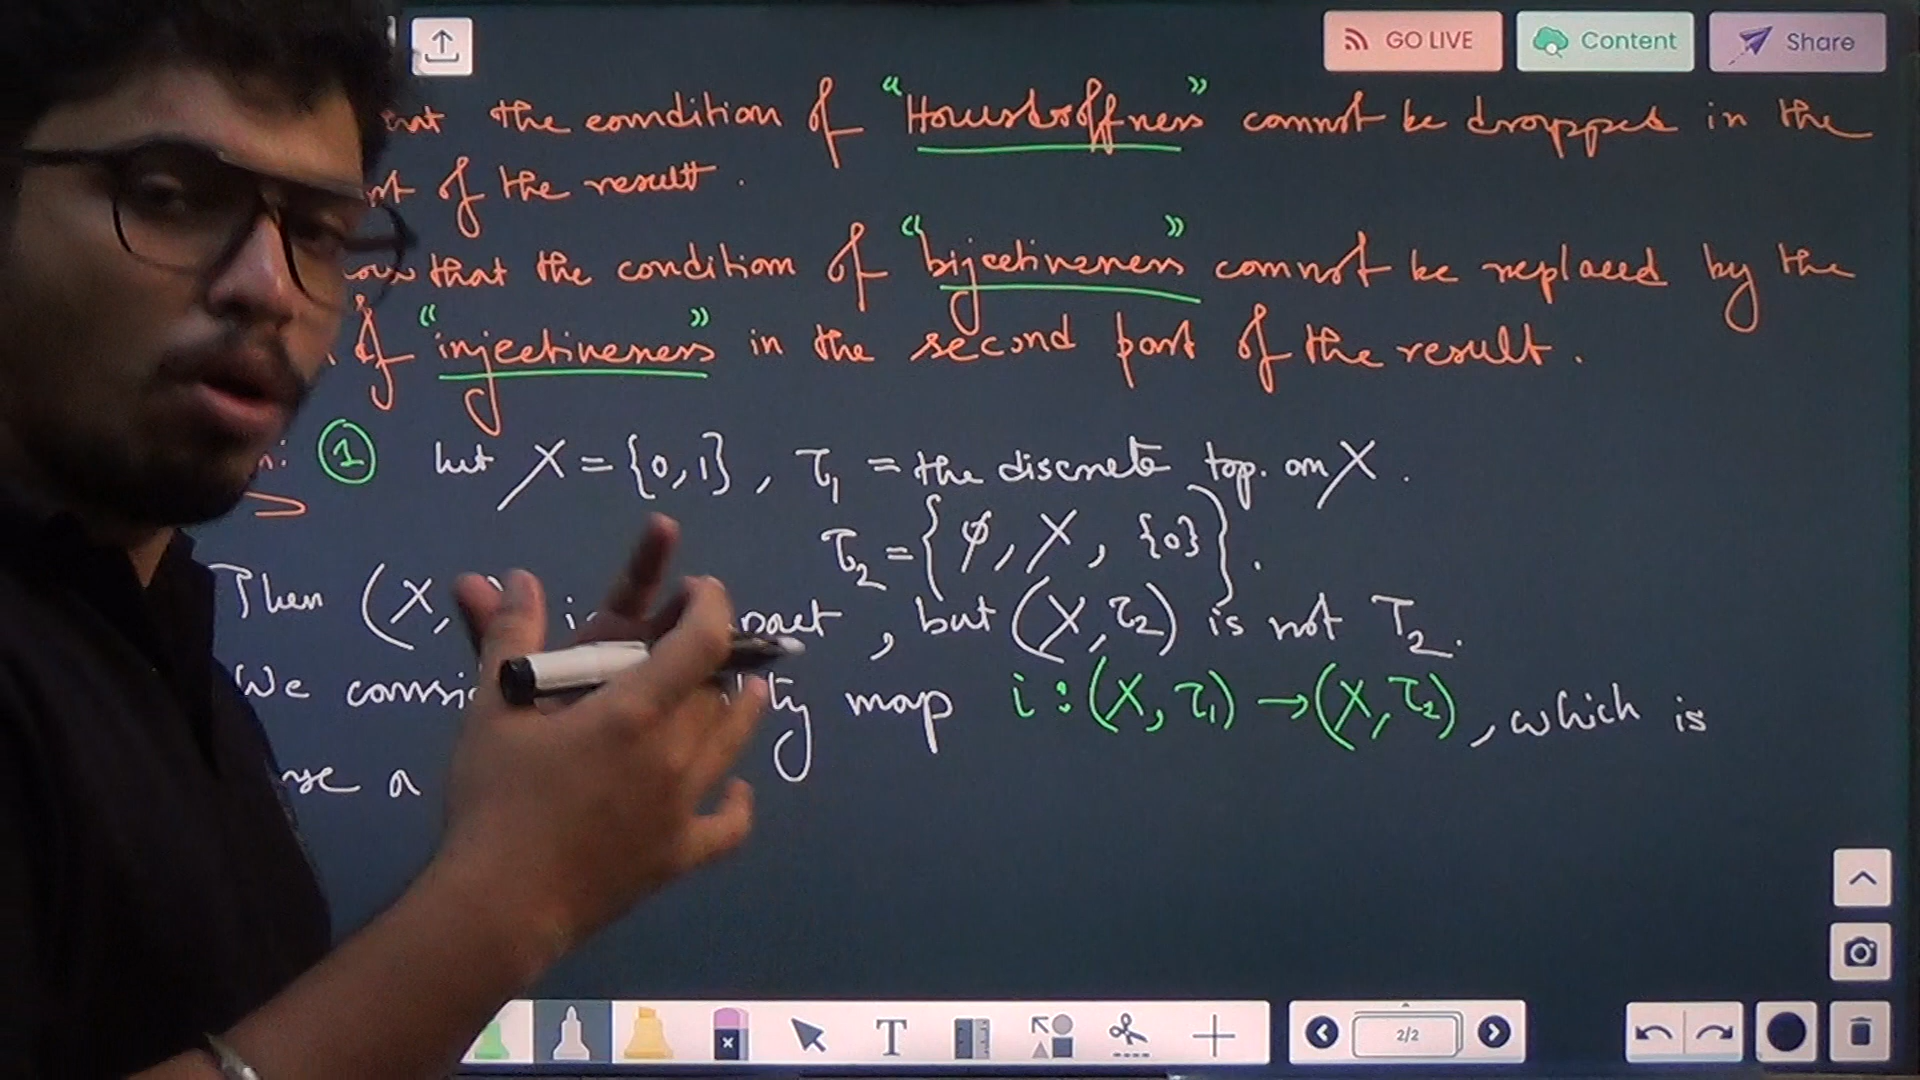 GO LIVE Content Share
the condition of "Housdroffness" cannot be dropped in the
of the result.
that the condition of "bijectiveness" cannot be replaced by the
"injectiveness" in the second part of the result.
1 Let X = {0,1}, τ₁ = the discrete top. on X.
τ₂ = {φ, X, {0}}.
Then (X, , but (X, τ₂) is not T₂.
We map i : (X, τ₁) → (X, τ₂), which is
a
T 2/2